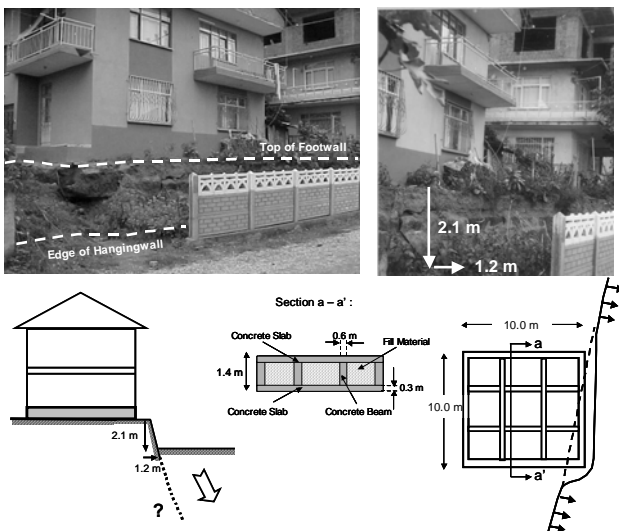 Top of Footwall
Edge of Hangingwall
2.1 m
1.2 m
Section a – a' :
Concrete Slab
0.6 m
Fill Material
1.4 m
0.3 m
Concrete Slab
Concrete Beam
10.0 m
a
10.0 m
a'
2.1 m
1.2 m
?